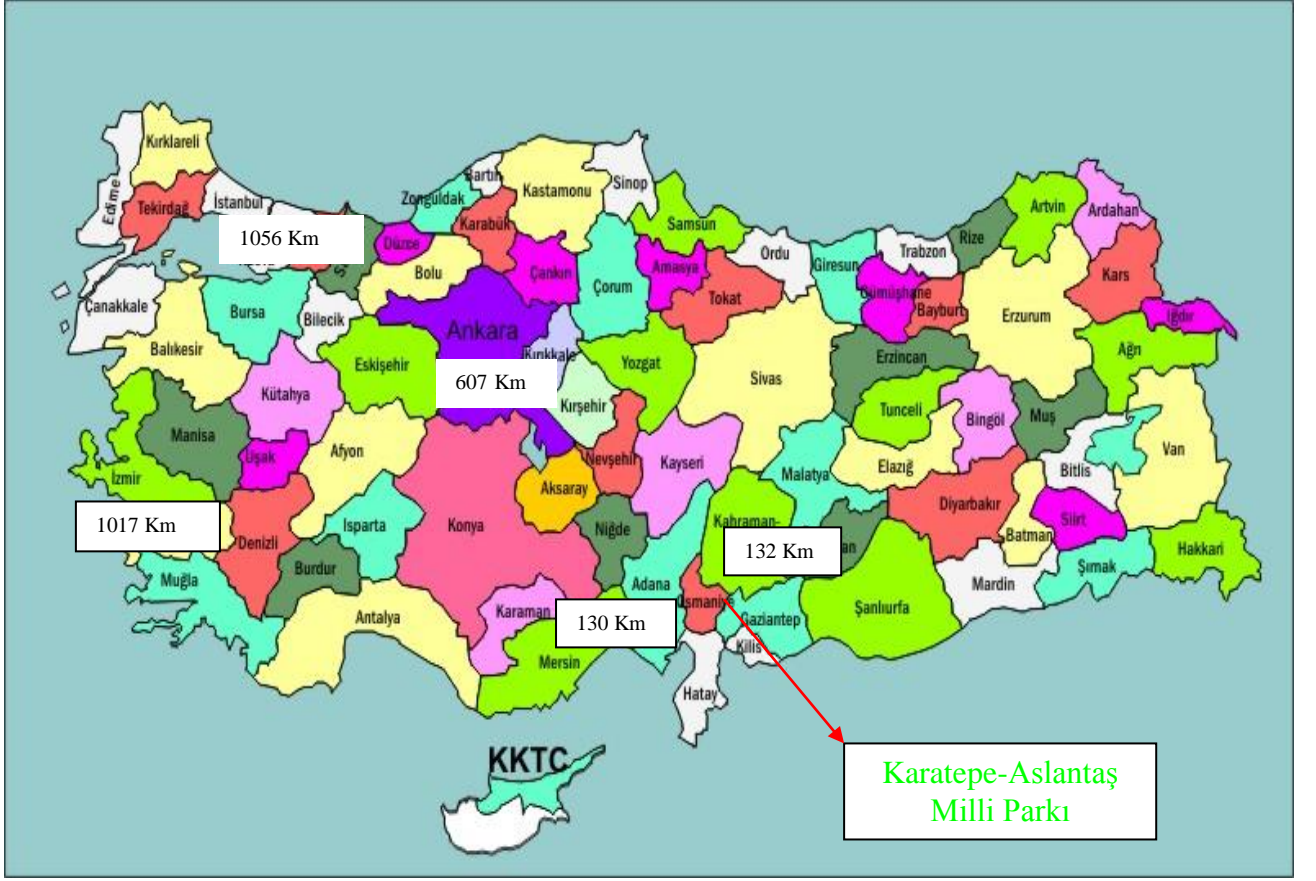 Kırklareli
Edirne
Tekirdağ
İstanbul
1056 Km
Zonguldak
Bartın
Karabük
Kastamonu
Sinop
Samsun
Düzce
Bolu
Çankırı
Çorum
Amasya
Tokat
Ordu
Giresun
Trabzon
Gümüşhane
Bayburt
Rize
Artvin
Ardahan
Kars
Iğdır
Ağrı
Erzurum
Erzincan
Çanakkale
Balıkesir
Bursa
Bilecik
Kütahya
Eskişehir
Ankara
607 Km
Kırıkkale
Kırşehir
Yozgat
Sivas
Tunceli
Bingöl
Muş
Bitlis
Van
Manisa
Uşak
Afyon
İzmir
1017 Km
Denizli
Isparta
Burdur
Muğla
Antalya
Konya
Aksaray
Nevşehir
Kayseri
Niğde
Karaman
Mersin
130 Km
Adana
Osmaniye
Kahraman-
132 Km
Malatya
Elazığ
Diyarbakır
Batman
Siirt
Şırnak
Hakkari
Mardin
Şanlıurfa
Gaziantep
Kilis
Hatay
KKTC
Karatepe-Aslantaş
Milli Parkı